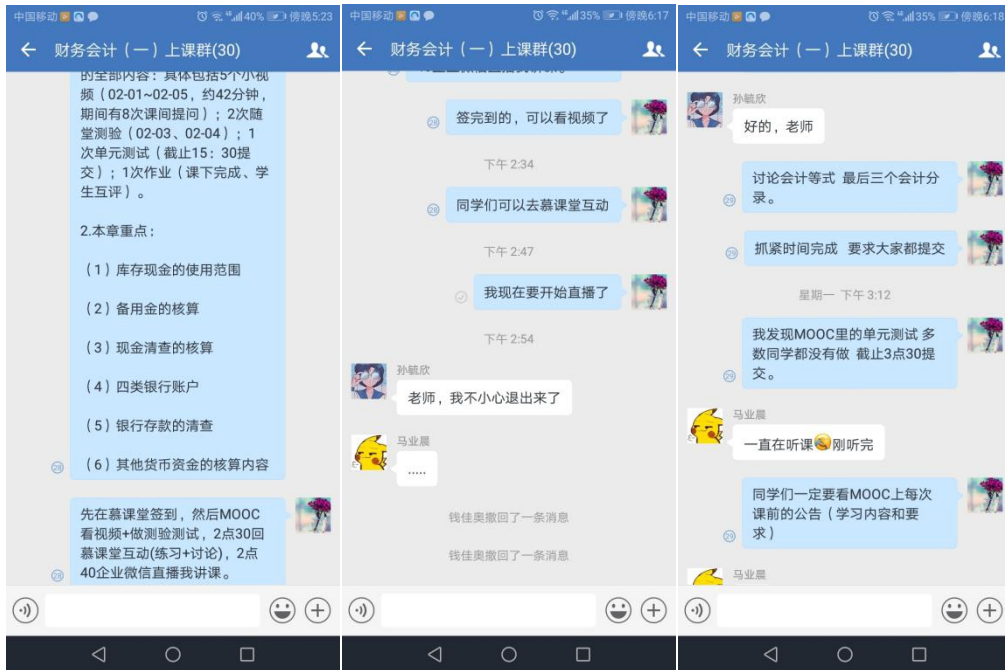 中国移动 40% 傍晚5:23
财务会计（一）上课群(30)
的全部内容：具体包括5个小视
频（02-01~02-05，约42分钟，
期间有8次课间提问）；2次随
堂测验（02-03、02-04）；1
次单元测试（截止15：30提
交）；1次作业（课下完成、学
生互评）。
2.本章重点：
（1）库存现金的使用范围
（2）备用金的核算
（3）现金清查的核算
（4）四类银行账户
（5）银行存款的清查
（6）其他货币资金的核算内容
28
先在慕课堂签到，然后MOOC
看视频+做测验测试，2点30回
慕课堂互动(练习+讨论)，2点
40企业微信直播我讲课。
28
中国移动 35% 傍晚6:17
财务会计（一）上课群(30)
签完到的，可以看视频了
28
下午 2:34
同学们可以去慕课堂互动
28
下午 2:47
我现在要开始直播了
下午 2:54
孙毓欣
老师，我不小心退出来了
马业晨
.....
钱佳奥撤回了一条消息
钱佳奥撤回了一条消息
中国移动 35% 傍晚6:18
财务会计（一）上课群(30)
孙毓欣
好的，老师
讨论会计等式 最后三个会计分
录。
29
抓紧时间完成 要求大家都提交
29
星期一 下午 3:12
我发现MOOC里的单元测试 多
数同学都没有做 截止3点30提
交。
29
马业晨
一直在听课刚听完
同学们一定要看MOOC上每次
课前的公告（学习内容和要
求）
29
马业晨